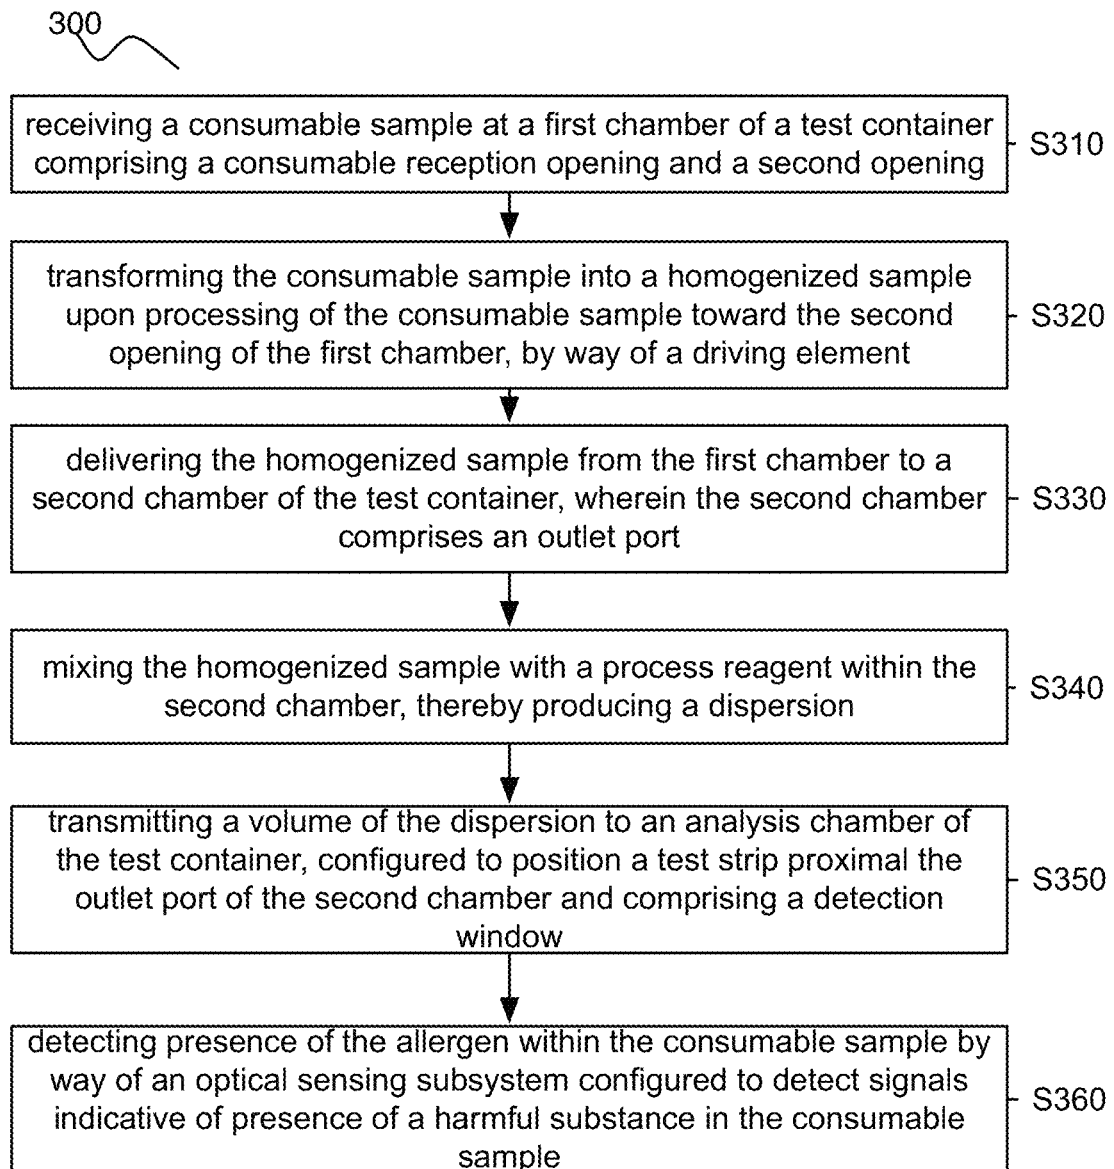 300
receiving a consumable sample at a first chamber of a test container
comprising a consumable reception opening and a second opening
S310
transforming the consumable sample into a homogenized sample
upon processing of the consumable sample toward the second
opening of the first chamber, by way of a driving element
S320
delivering the homogenized sample from the first chamber to a
second chamber of the test container, wherein the second chamber
comprises an outlet port
S330
mixing the homogenized sample with a process reagent within the
second chamber, thereby producing a dispersion
S340
transmitting a volume of the dispersion to an analysis chamber of
the test container, configured to position a test strip proximal the
outlet port of the second chamber and comprising a detection
window
S350
detecting presence of the allergen within the consumable sample by
way of an optical sensing subsystem configured to detect signals
indicative of presence of a harmful substance in the consumable
sample
S360